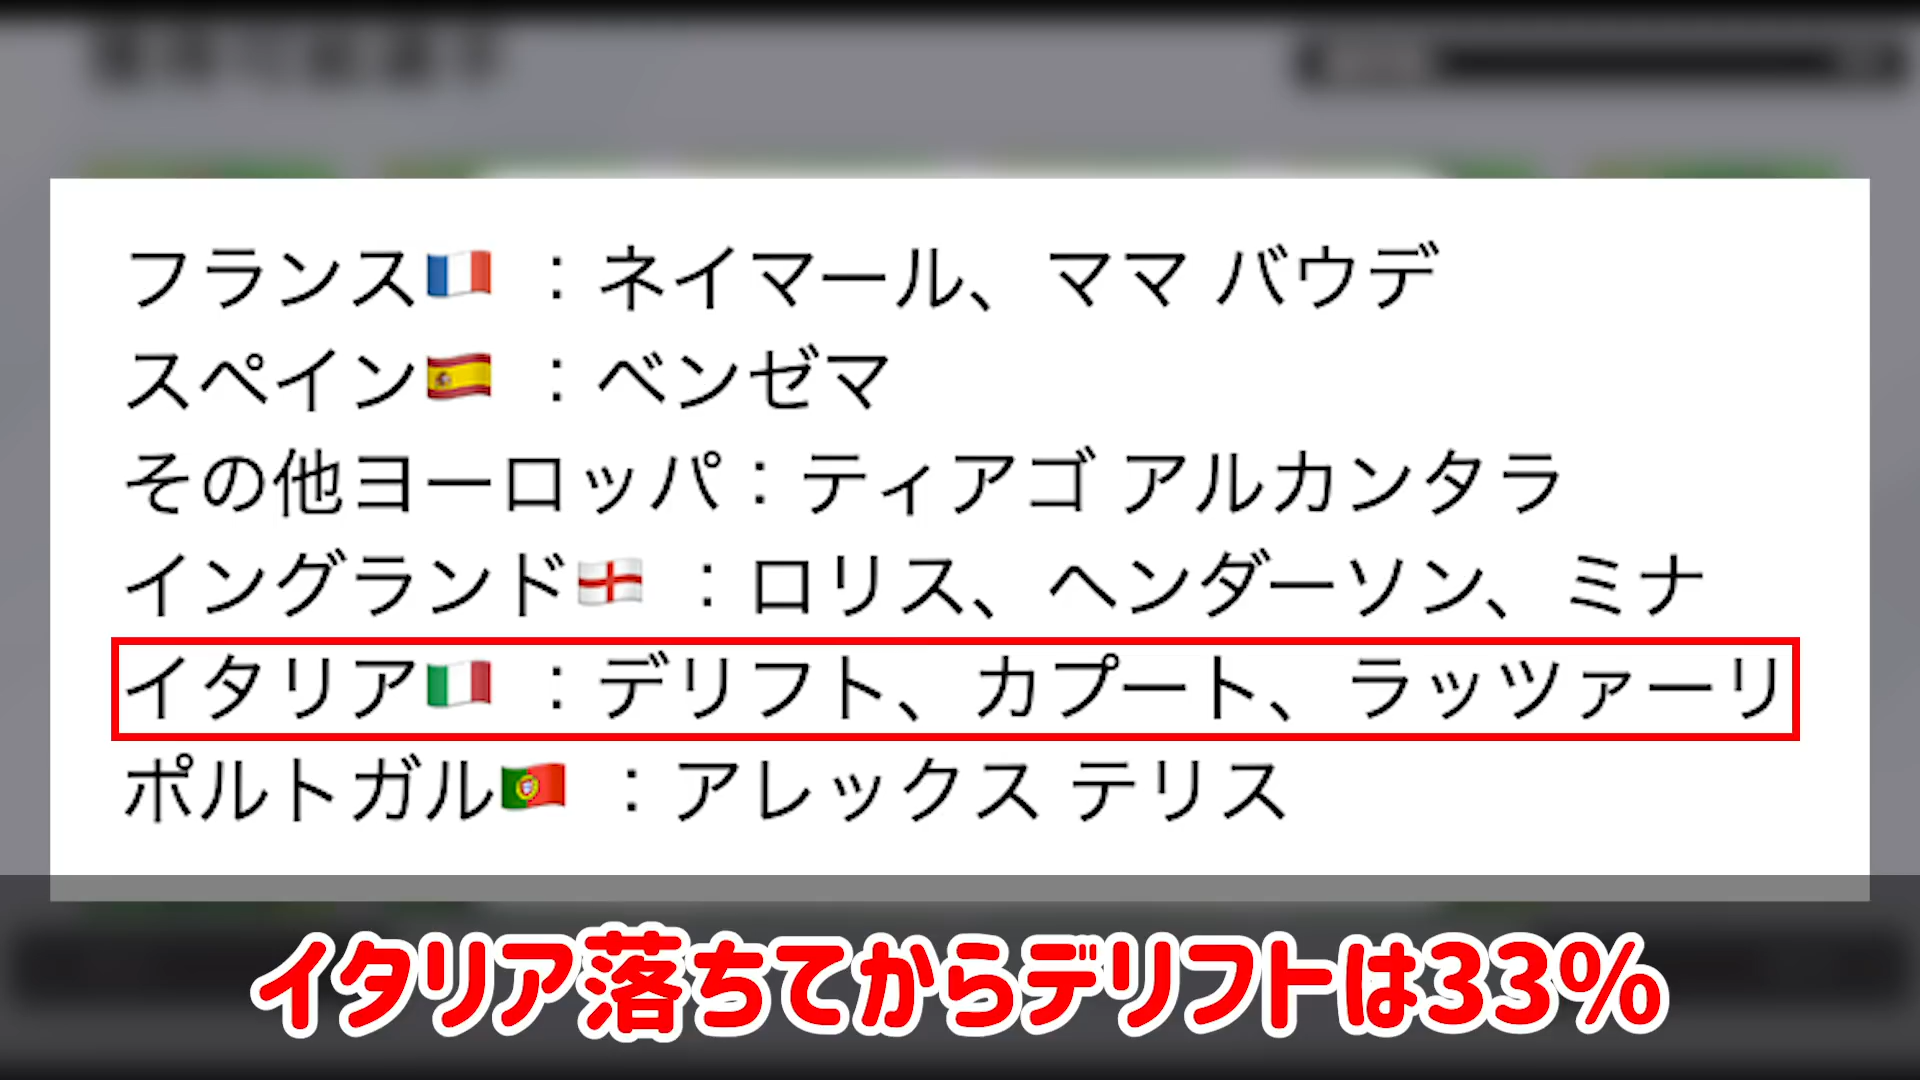 フランス🇫🇷 ：ネイマール、ママ バウデ
スペイン🇪🇸 ：ベンゼマ
その他ヨーロッパ：ティアゴ アルカンタラ
イングランド🏴󠁧󠁢󠁥󠁮󠁧󠁿 ：ロリス、ヘンダーソン、ミナ
イタリア🇮🇹 ：デリフト、カプート、ラッツァーリ
ポルトガル🇵🇹 ：アレックス テリス
イタリア落ちてからデリフトは33%